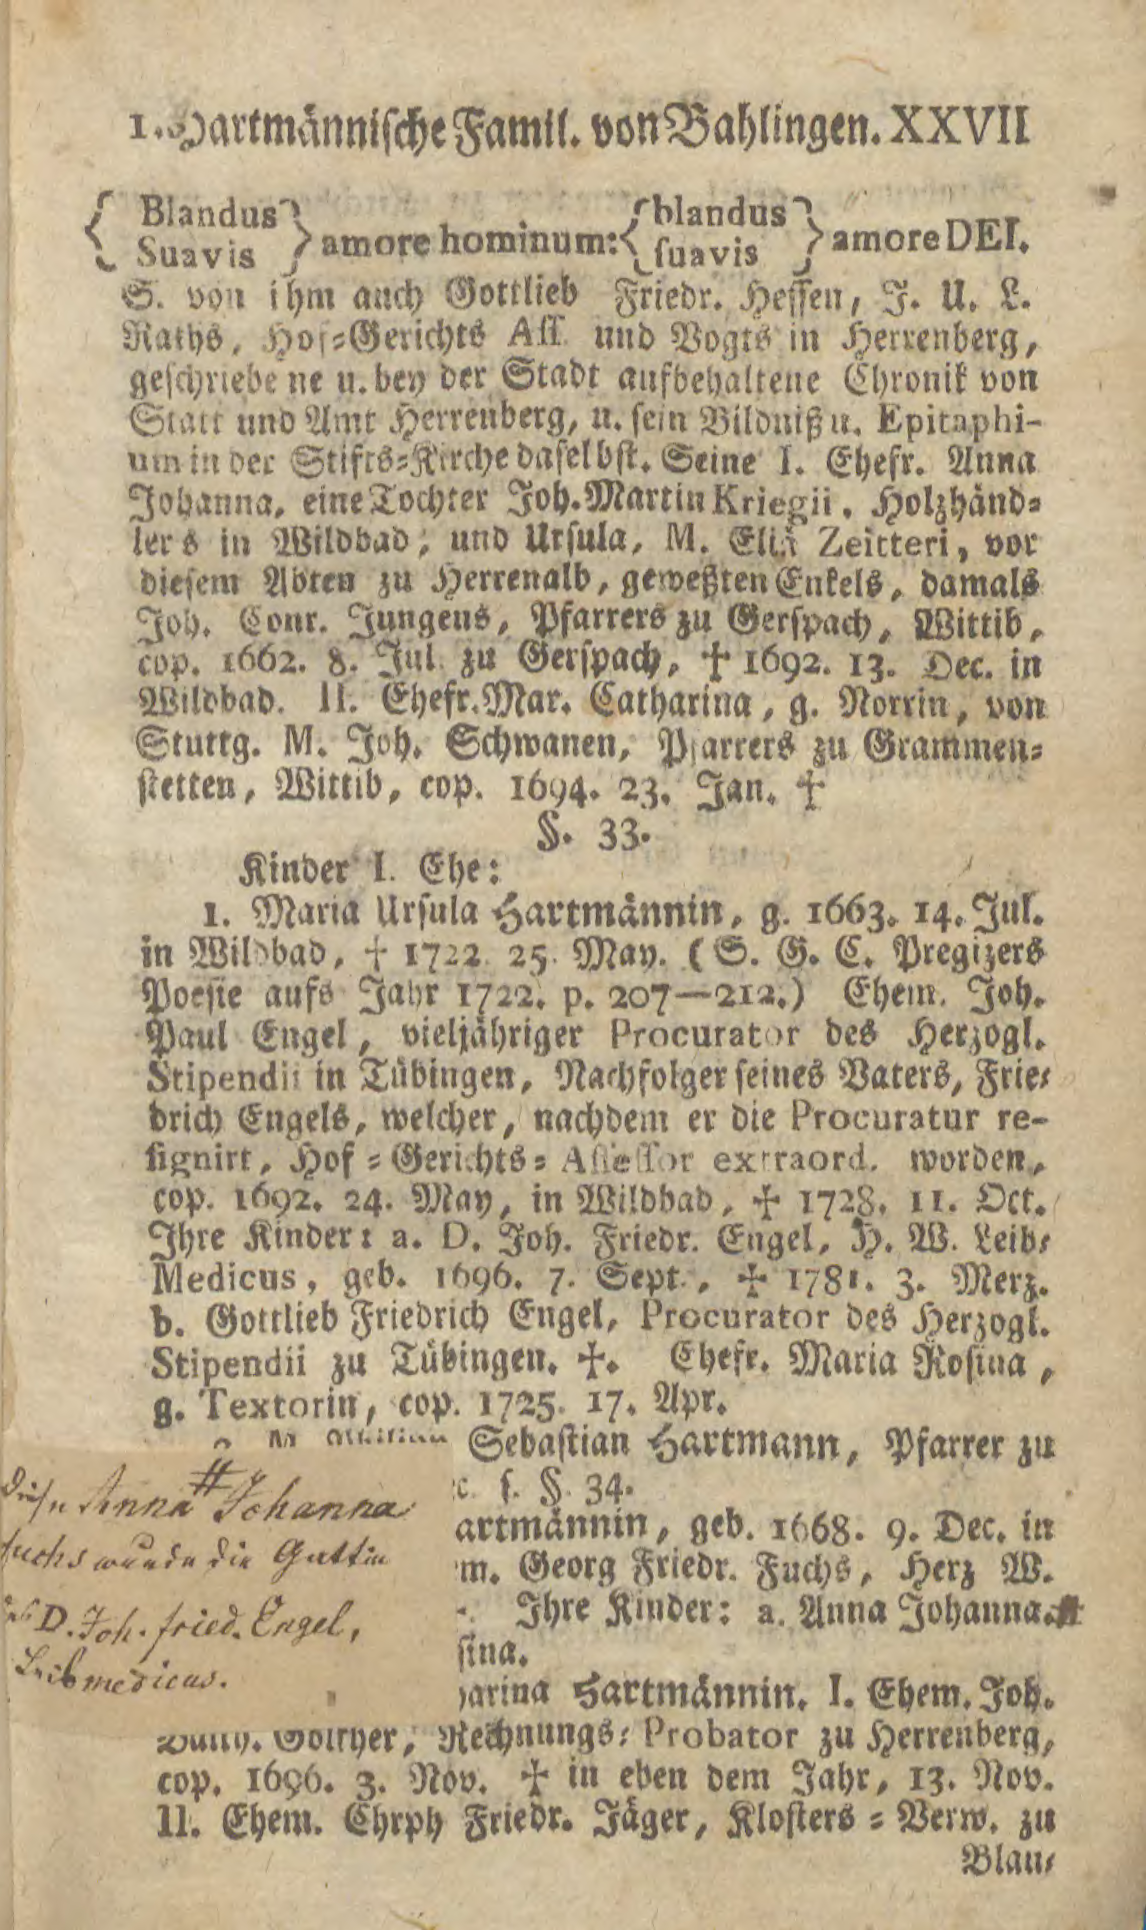 1. Hartmännische Famil. von Bahlingen. XXVII
{ Blandus } amore hominum: { blandus } amore DEI.
{ Suavis } { ſuavis }
S. von ihm auch Gottlieb Friedr. Heſſen, J. U. L.
Raths, Hof⸗Gerichts Aſſ und Vogts in Herrenberg,
geſchriebe ne u. bey der Stadt aufbehaltene Chronik von
Statt und Amt Herrenberg, u. ſein Bildniß u. Epitaphi-
um in der Stifts⸗Kirche daſelbſt. Seine I. Ehefr. Anna
Johanna, eine Tochter Joh. Martin Kriegii, Holzhänd⸗
lers in Wildbad, und Urſula, M. Eliä Zeitteri, vor
dieſem Abten zu Herrenalb, geweßten Enkels, damals
Joh. Conr. Jungens, Pfarrers zu Gerſpach, Wittib,
cop. 1662. 8. Jul. zu Gerſpach, † 1692. 13. Dec. in
Wildbad. II. Ehefr. Mar. Catharina, g. Norrin, von
Stuttg. M. Joh. Schwanen, Pfarrers zu Grammen⸗
ſtetten, Wittib, cop. 1694. 23. Jan. †
§. 33.
Kinder I. Ehe:
1. Maria Urſula Hartmännin, g. 1663. 14. Jul.
in Wildbad, † 1722. 25. May. (S. G. C. Pregizers
Poeſie aufs Jahr 1722. p. 207—212.) Ehem. Joh.
Paul Engel, vieljähriger Procurator des Herzogl.
Stipendii in Tübingen, Nachfolger ſeines Vaters, Frie⸗
drich Engels, welcher, nachdem er die Procuratur re-
ſignirt, Hof⸗Gerichts⸗Aſſeſſor extraord. worden,
cop. 1692. 24. May, in Wildbad, † 1728. 11. Oct.
Ihre Kinder: a. D. Joh. Friedr. Engel, H. W. Leib⸗
Medicus, geb. 1696. 7. Sept., † 1781. 3. Merz.
b. Gottlieb Friedrich Engel, Procurator des Herzogl.
Stipendii zu Tübingen. †. Ehefr. Maria Roſina,
g. Textorin, cop. 1725. 17. Apr.
Sebaſtian Hartmann, Pfarrer zu
c. ſ. §. 34.
artmännin, geb. 1668. 9. Dec. in
m. Georg Friedr. Fuchs, Herz W.
Ihre Kinder: a. Anna Johanna. #
ſina.
arina Hartmännin. I. Ehem. Joh.
Golther, Rechnungs⸗Probator zu Herrenberg,
cop. 1696. 3. Nov. † in eben dem Jahr, 13. Nov.
II. Ehem. Chrph Friedr. Jäger, Kloſters⸗Verw. zu
Blau⸗
#
Dieſe Anna Johanna
Fuchs wurde die Gattin
des D. Joh. fried. Engel,
Leibmedicus.